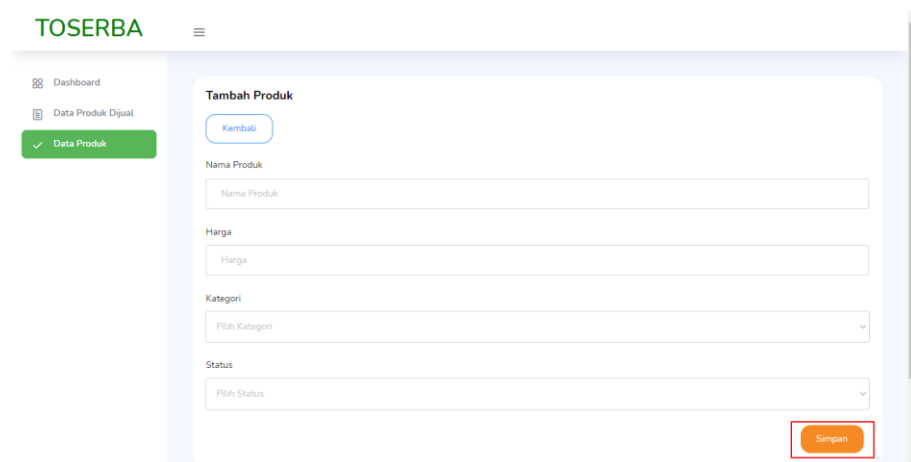 TOSERBA
Dashboard
Data Produk Dijual
Data Produk
Tambah Produk
Kembali
Nama Produk
Nama Produk
Harga
Harga
Kategori
Pilih Kategori
Status
Pilih Status
Simpan